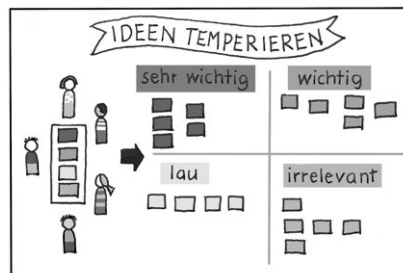 IDEEN TEMPERIEREN
sehr wichtig
wichtig
lau
irrelevant